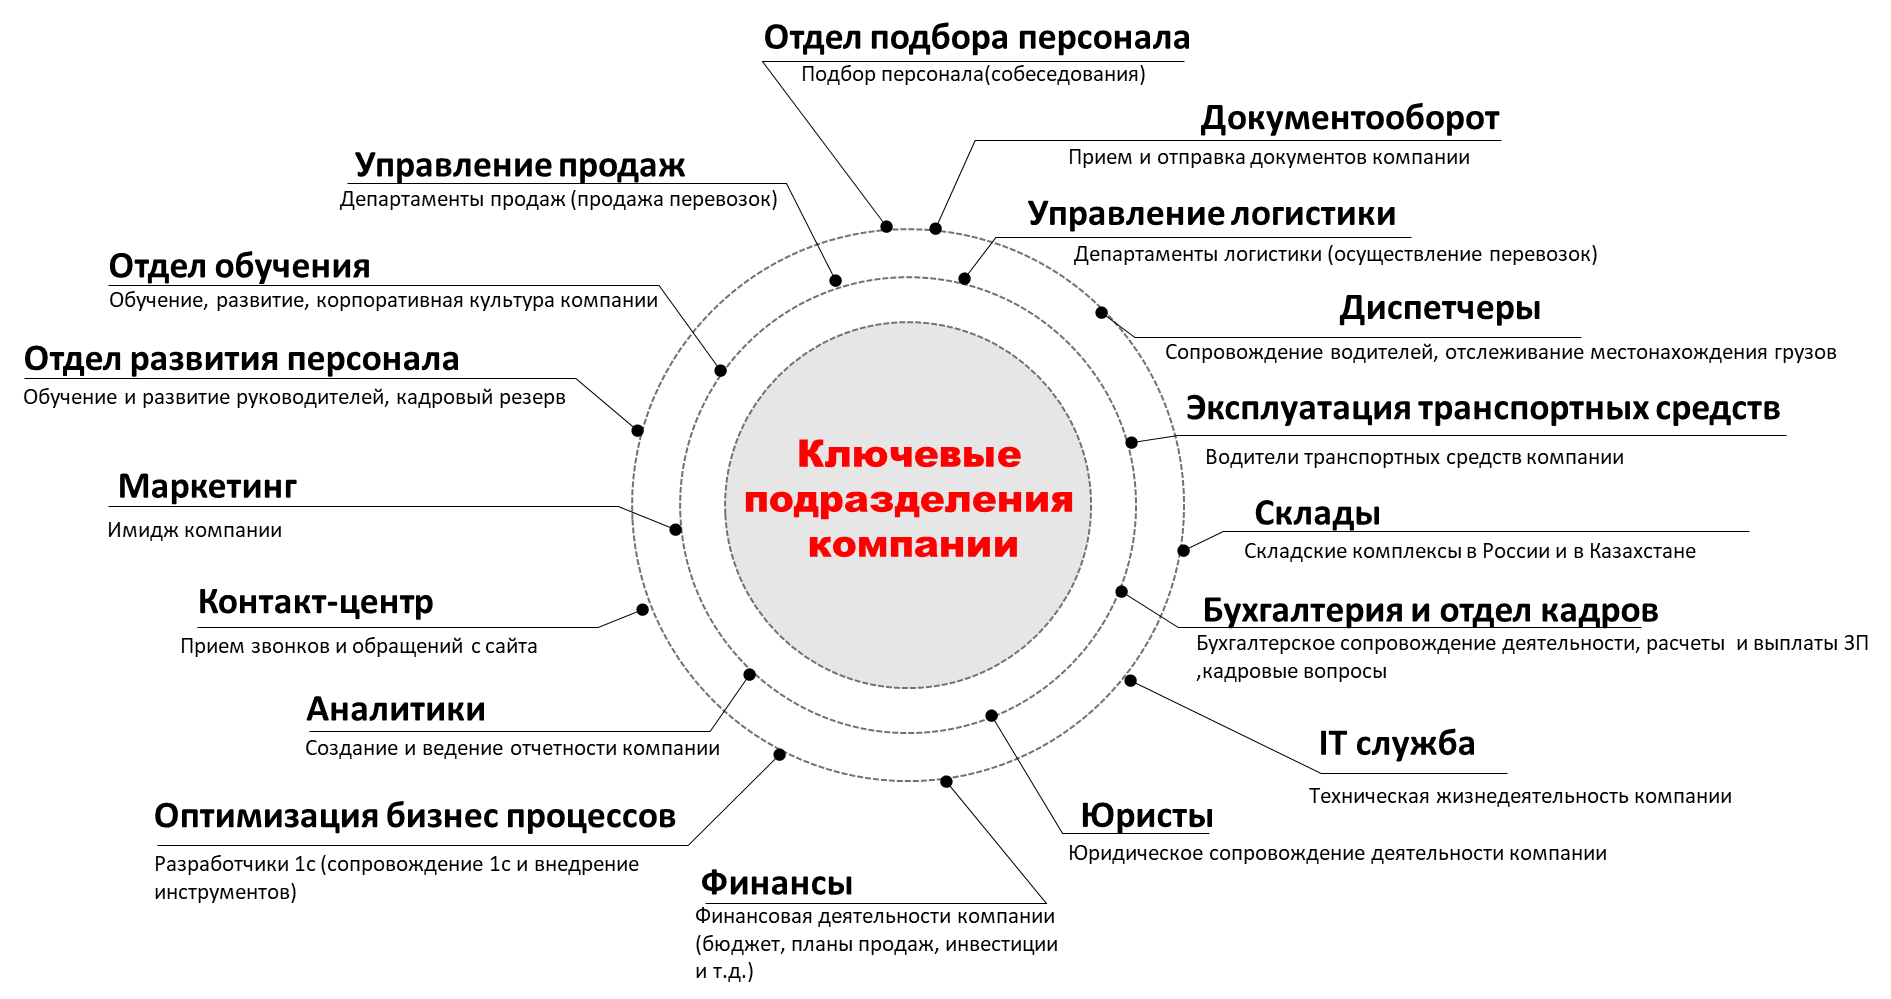 Отдел подбора персонала
Подбор персонала(собеседования)
Документооборот
Прием и отправка документов компании
Управление продаж
Департаменты продаж (продажа перевозок)
Управление логистики
Департаменты логистики (осуществление перевозок)
Отдел обучения
Обучение, развитие, корпоративная культура компании
Диспетчеры
Сопровождение водителей, отслеживание местонахождения грузов
Отдел развития персонала
Обучение и развитие руководителей, кадровый резерв
Эксплуатация транспортных средств
Водители транспортных средств компании
Ключевые
подразделения
компании
Маркетинг
Имидж компании
Склады
Складские комплексы в России и в Казахстане
Контакт-центр
Прием звонков и обращений с сайта
Бухгалтерия и отдел кадров
Бухгалтерское сопровождение деятельности, расчеты и выплаты ЗП
,кадровые вопросы
Аналитики
Создание и ведение отчетности компании
IT служба
Техническая жизнедеятельность компании
Оптимизация бизнес процессов
Разработчики 1с (сопровождение 1с и внедрение
инструментов)
Юристы
Юридическое сопровождение деятельности компании
Финансы
Финансовая деятельности компании
(бюджет, планы продаж, инвестиции
и т.д.)